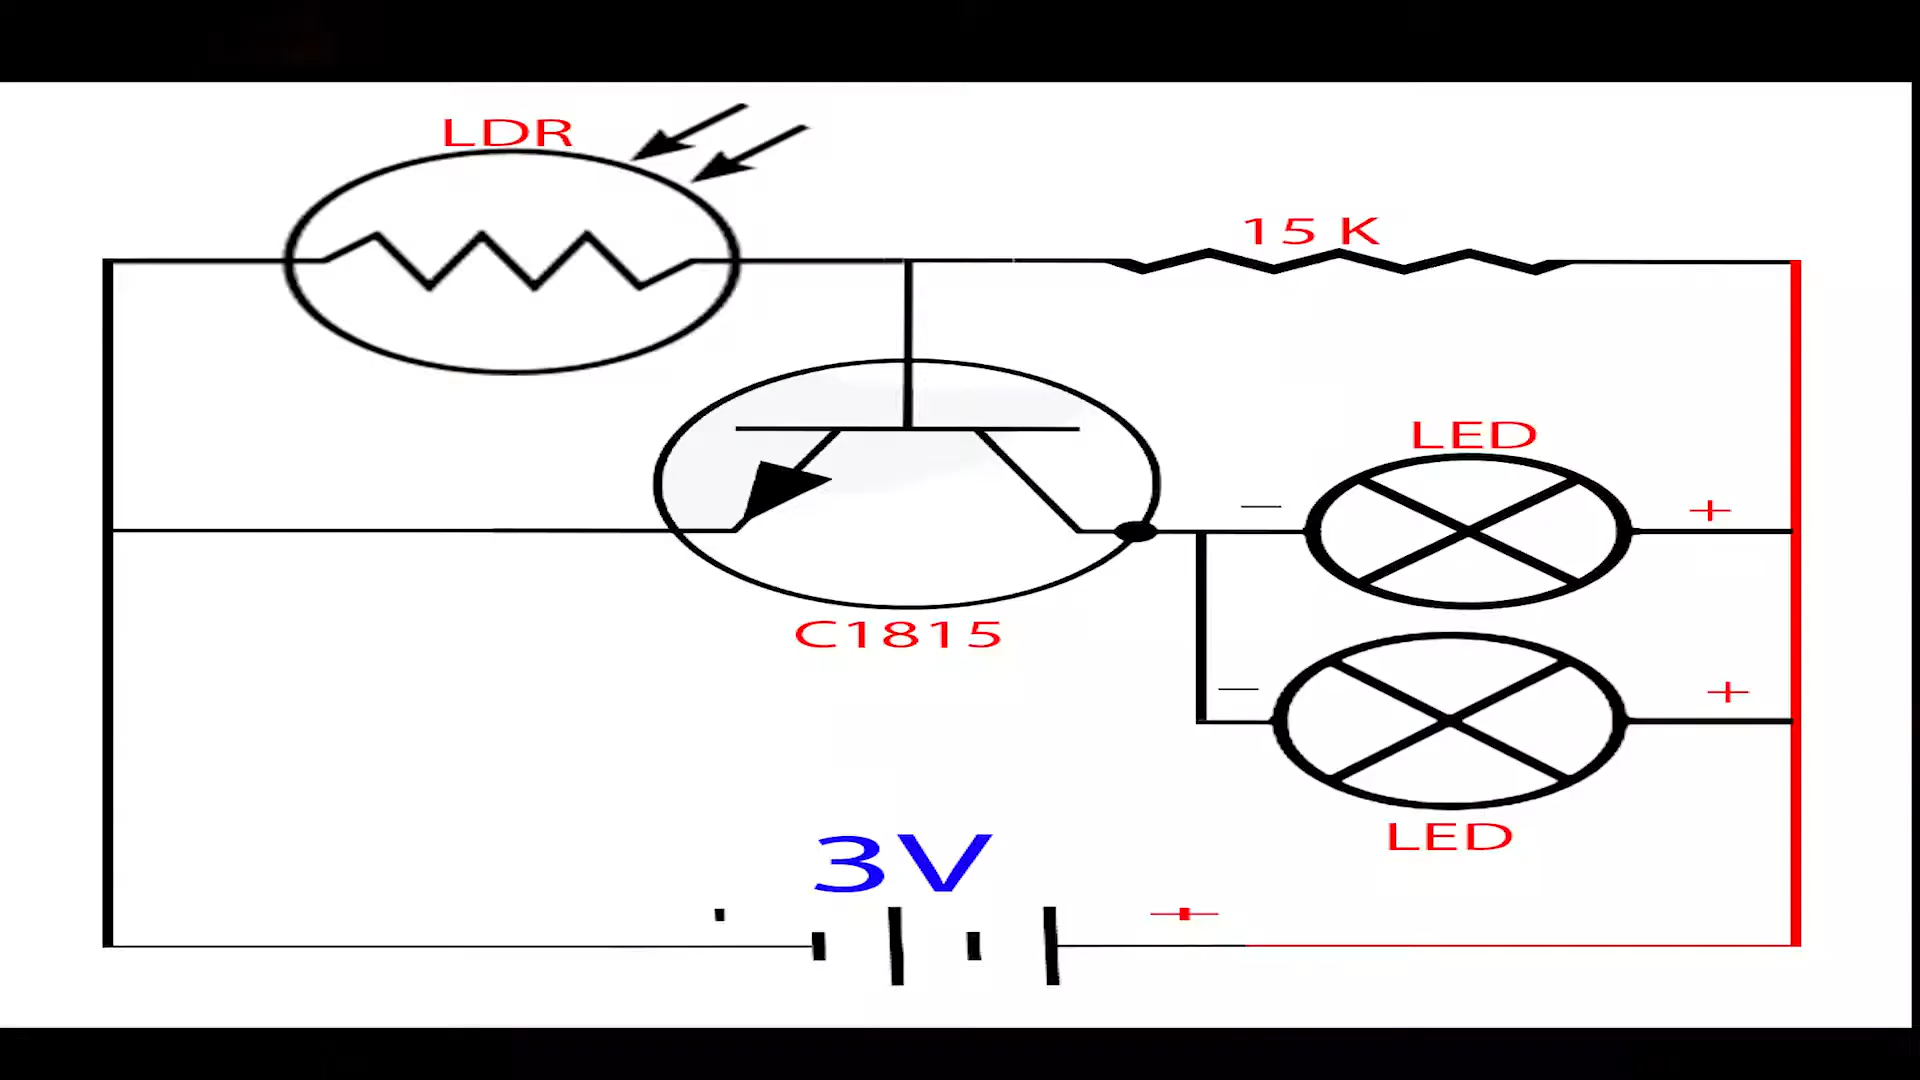 LDR
15 K
LED
− +
C1815
− +
LED
3V
+